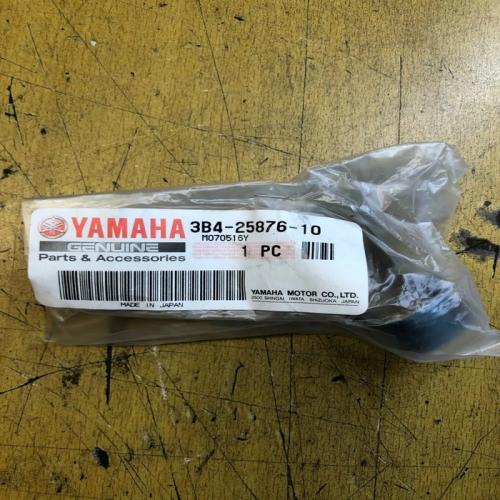 YAMAHA 3B4-25876-10
GENUINE M070516Y
Parts & Accessories 1 PC
MADE IN JAPAN
YAMAHA MOTOR CO., LTD.
2500 SHINGAI, IWATA, SHIZUOKA, JAPAN